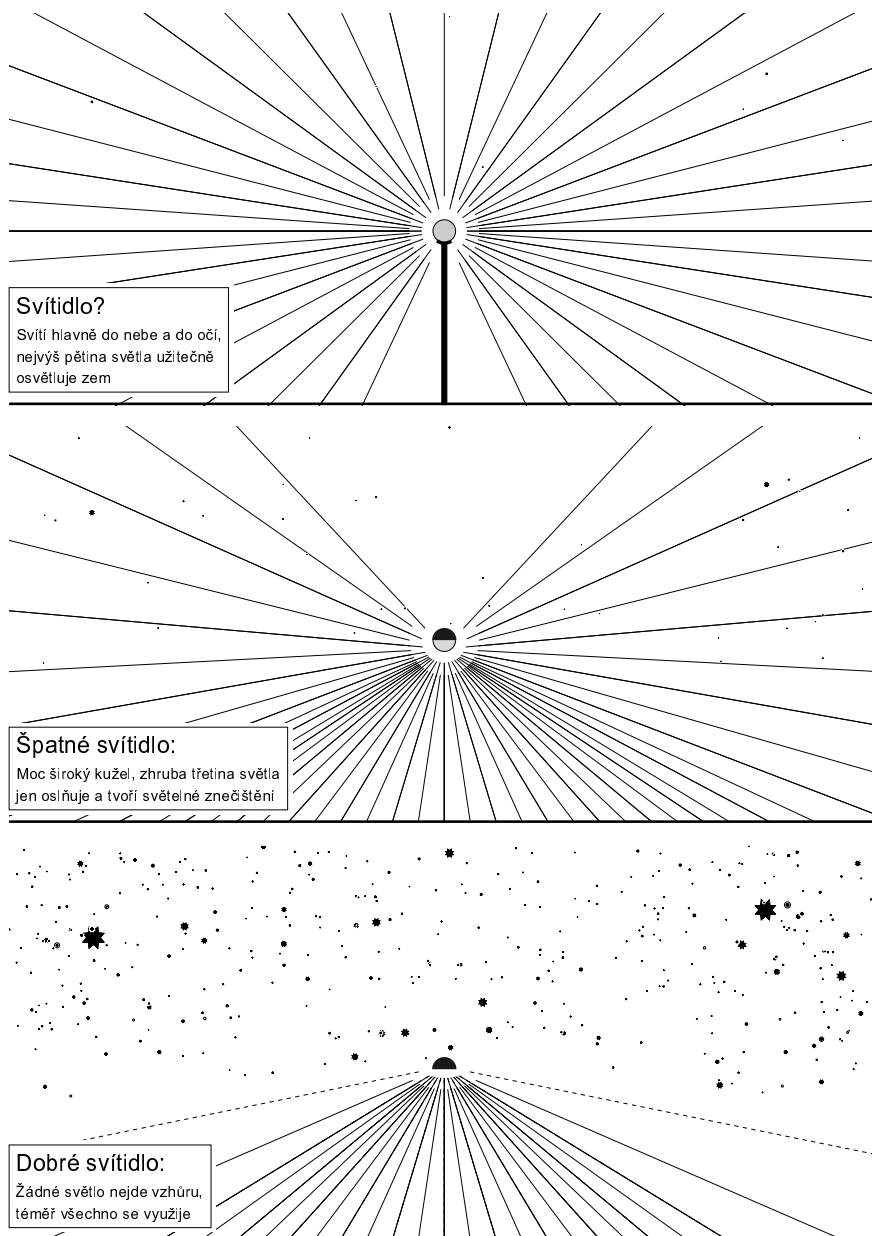 Svítidlo?
Svítí hlavně do nebe a do očí,
nejvýš pětina světla užitečně
osvětluje zem
Špatné svítidlo:
Moc široký kužel, zhruba třetina světla
jen oslňuje a tvoří světelné znečištění
Dobré svítidlo:
Žádné světlo nejde vzhůru,
téměř všechno se využije